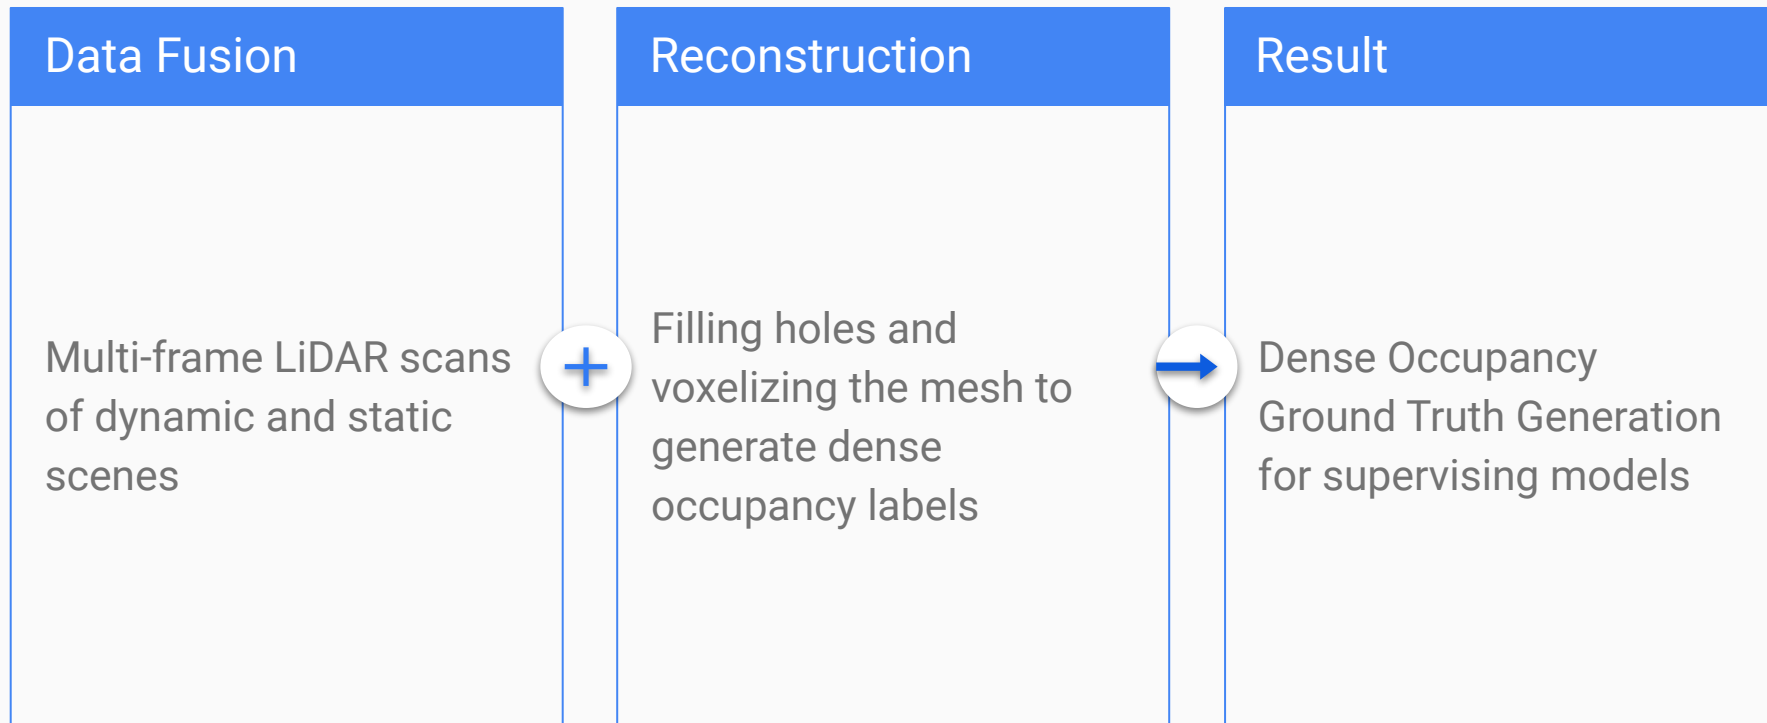 Data Fusion
Multi-frame LiDAR scans
of dynamic and static
scenes
+
Reconstruction
Filling holes and
voxelizing the mesh to
generate dense
occupancy labels
Result
Dense Occupancy
Ground Truth Generation
for supervising models